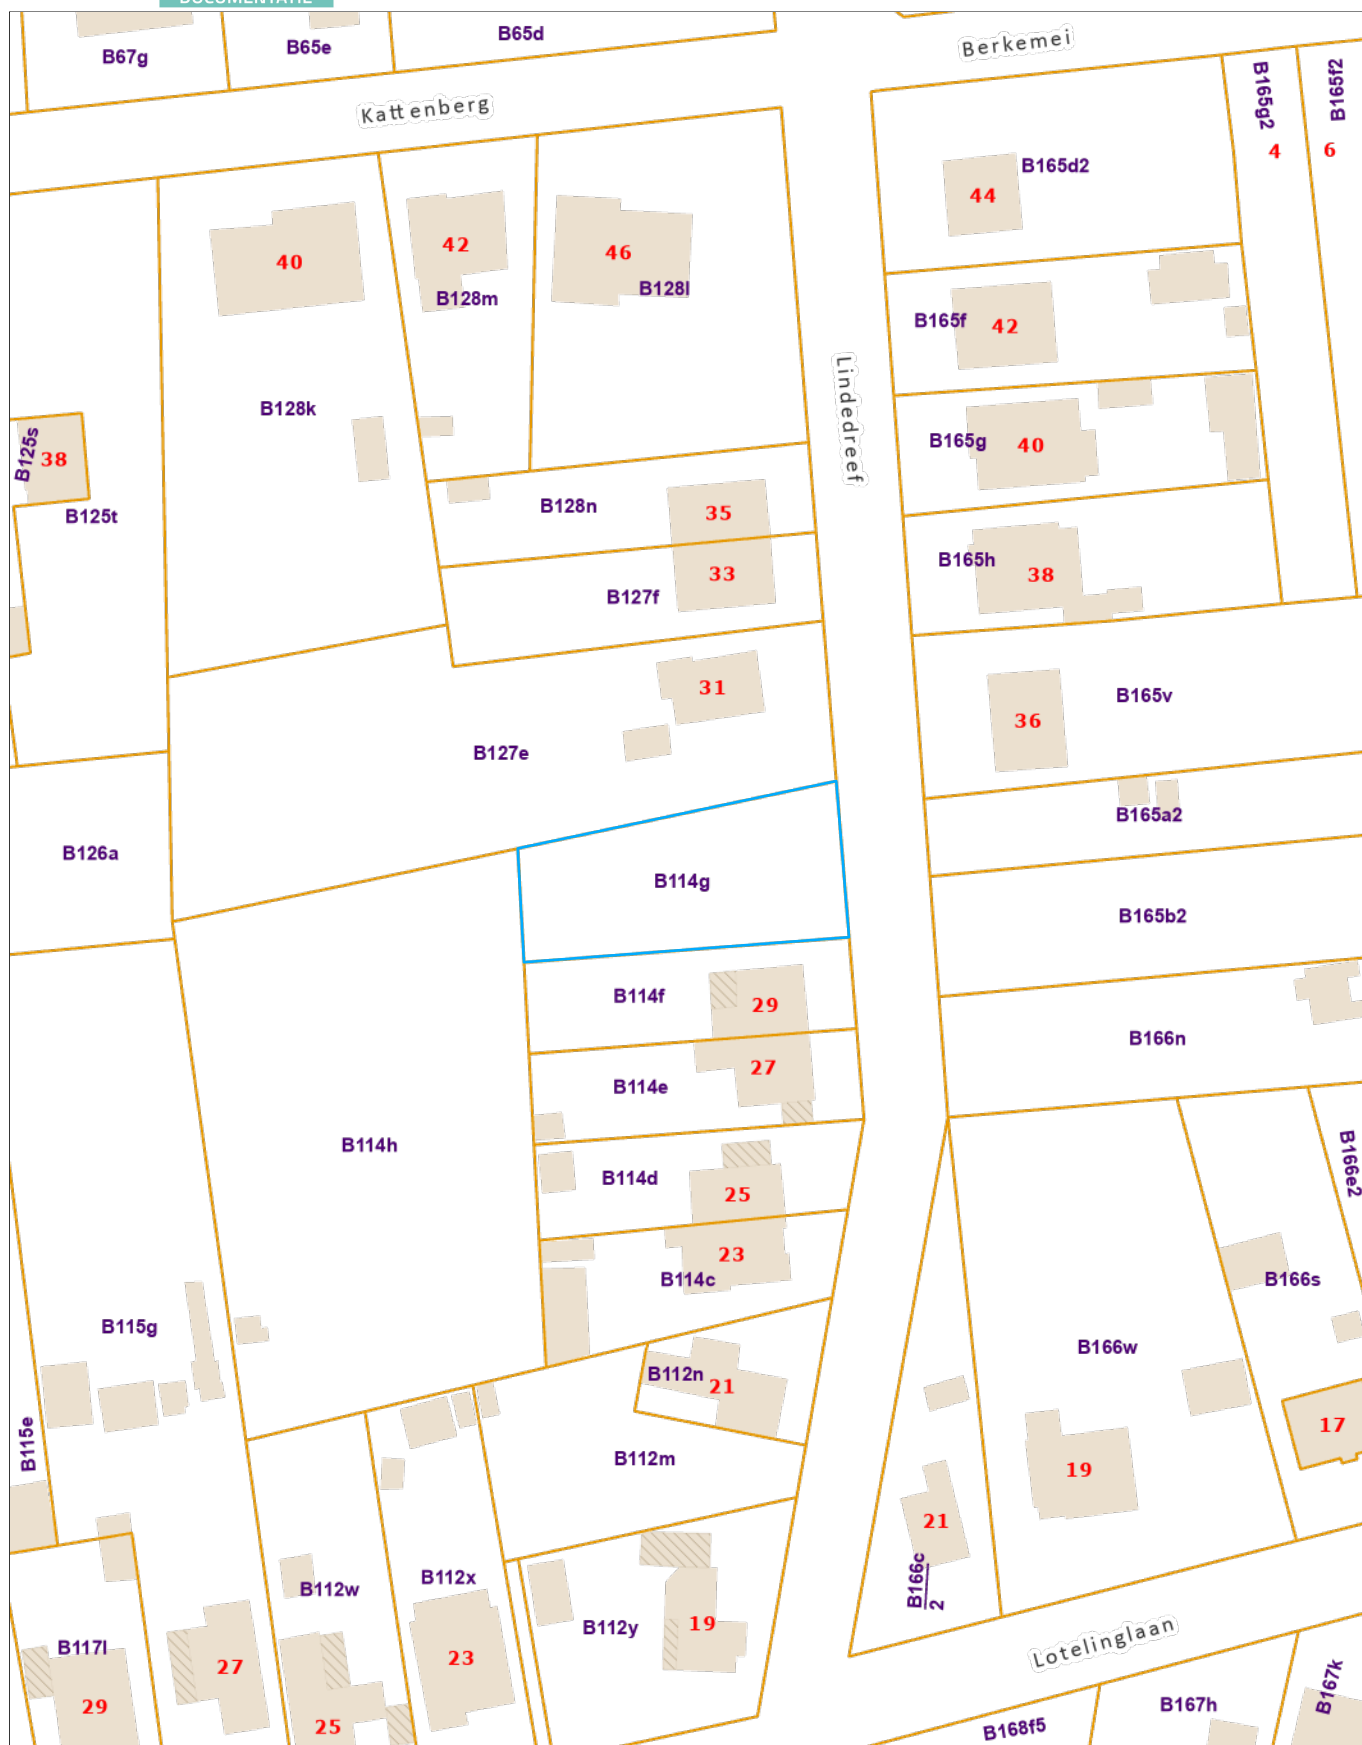 DOCUMENTATIE
B67g
B65e
B65d
Berkemei
Kattenberg
B165g2
B165f2
4
6
B165d2
44
40
42
46
B128m
B128l
B165f
42
Lindedreef
B128k
B125s
38
B125t
B165g
40
B128n
35
33
B127f
B165h
38
31
B127e
B165v
36
B165a2
B126a
B114g
B165b2
B114f
29
B166n
B114e
27
B114h
B114d
25
B166e2
23
B114c
B166s
B115g
B166w
B112n
21
17
B115e
B112m
19
21
B166c
2
B112w
B112x
B112y
19
B117l
27
23
Lotelinglaan
29
25
B168f5
B167h
B167k